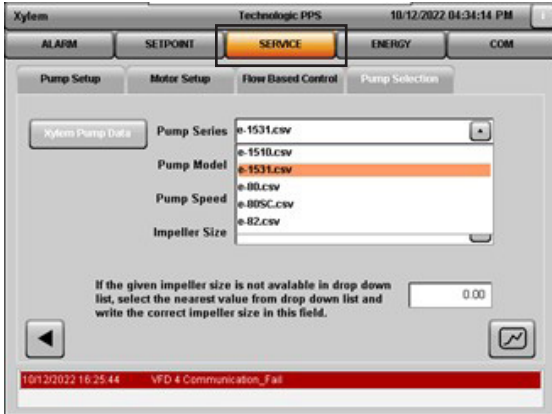 Xylem Technologic PPS 10/12/2022 04:34:14 PM
ALARM SETPOINT SERVICE ENERGY COM
Pump Setup Motor Setup Flow Based Control Pump Selection
Xylem Pump Data Pump Series e-1531.csv
e-1510.csv
Pump Model e-1531.csv
e-80.csv
Pump Speed e-80SC.csv
e-82.csv
Impeller Size
If the given impeller size is not avalable in drop down
list, select the nearest value from drop down list and
write the correct impeller size in this field.
0.00
10/12/2022 16:25:44 VFD 4 Communication_Fail